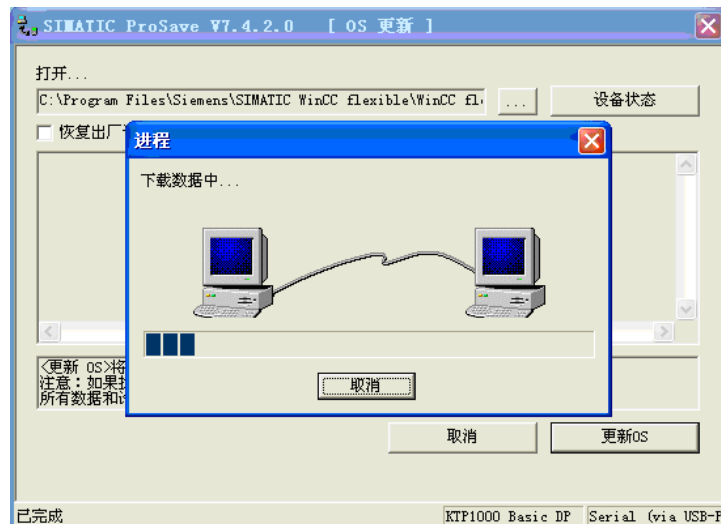 SIMATIC ProSave V7.4.2.0 [ OS 更新 ]
打开...
C:\Program Files\Siemens\SIMATIC WinCC flexible\WinCC fl
...
设备状态
恢复出厂
进程
下载数据中...
取消
<更新 OS>将
注意：如果
所有数据和
取消
更新OS
已完成
KTP1000 Basic DP
Serial (via USB-P